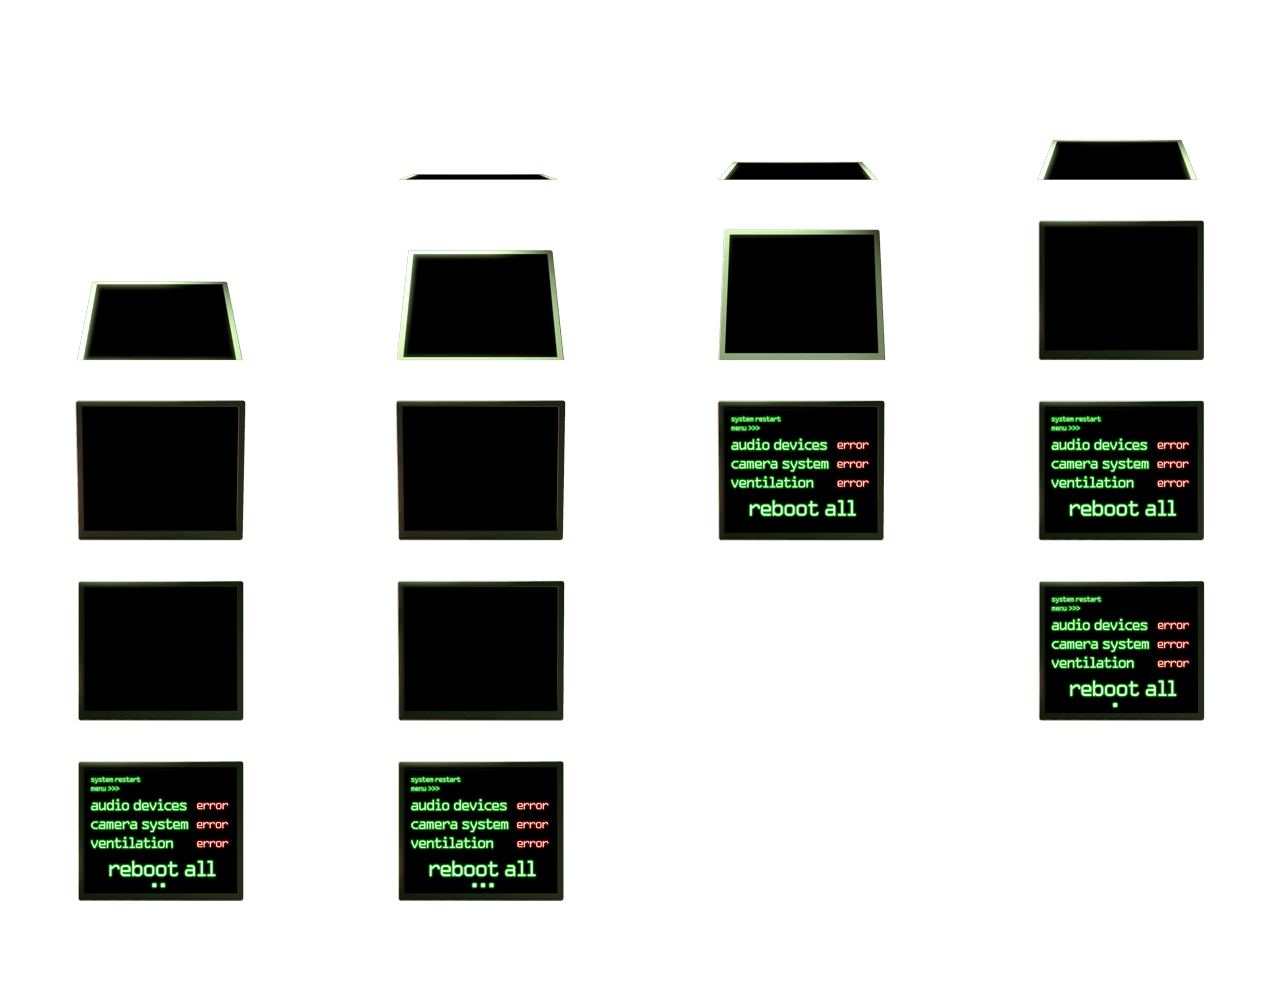 system restart
menu >>>
audio devices error
camera system error
ventilation error
reboot all
system restart
menu >>>
audio devices error
camera system error
ventilation error
reboot all
system restart
menu >>>
audio devices error
camera system error
ventilation error
reboot all
system restart
menu >>>
audio devices error
camera system error
ventilation error
reboot all
system restart
menu >>>
audio devices error
camera system error
ventilation error
reboot all